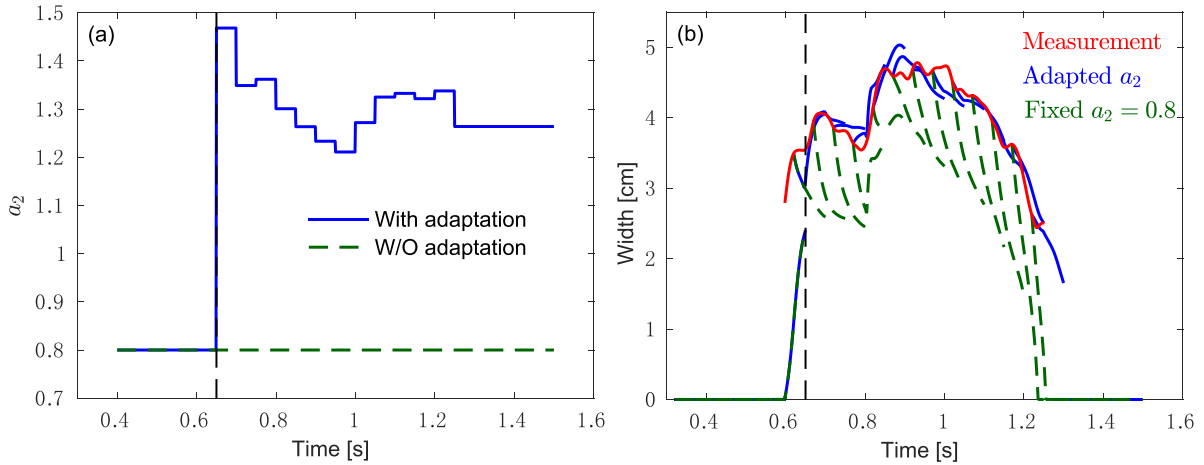 (a)
1.5
1.4
1.3
1.2
1.1
1
0.9
0.8
0.7
a₂
With adaptation
W/O adaptation
0.4 0.6 0.8 1 1.2 1.4 1.6
Time [s]
(b)
Measurement
Adapted a₂
Fixed a₂ = 0.8
5
4
3
2
1
0
Width [cm]
0.4 0.6 0.8 1 1.2 1.4 1.6
Time [s]